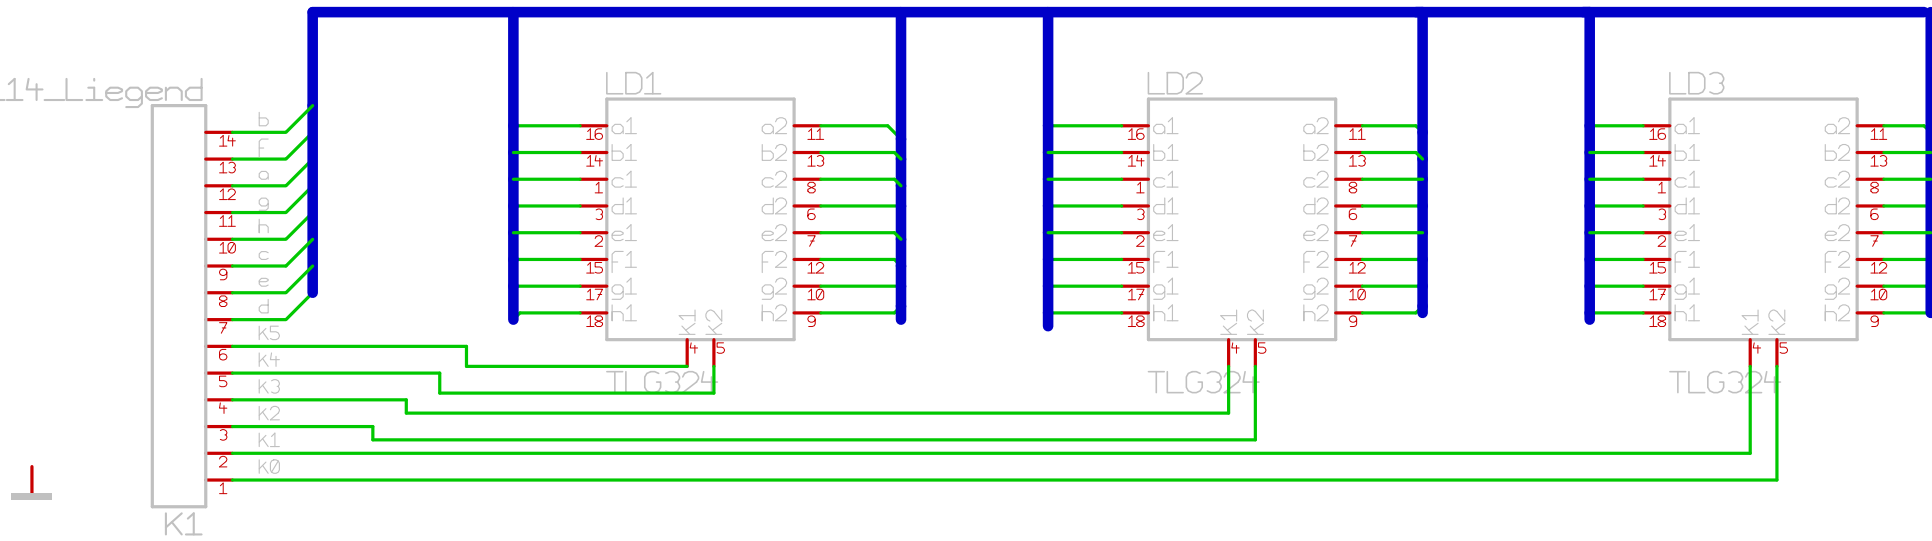 14_Liegend
b
14
f
13
a
12
g
11
h
10
c
9
e
8
d
7
K5
6
K4
5
K3
4
K2
3
K1
2
K0
1
K1
LD1
16 a1 a2 11
14 b1 b2 13
1 c1 c2 8
3 d1 d2 6
2 e1 e2 7
15 f1 f2 12
17 g1 g2 10
18 h1 h2 9
K1 K2
4 5
TLG324
LD2
16 a1 a2 11
14 b1 b2 13
1 c1 c2 8
3 d1 d2 6
2 e1 e2 7
15 f1 f2 12
17 g1 g2 10
18 h1 h2 9
K1 K2
4 5
TLG324
LD3
16 a1 a2 11
14 b1 b2 13
1 c1 c2 8
3 d1 d2 6
2 e1 e2 7
15 f1 f2 12
17 g1 g2 10
18 h1 h2 9
K1 K2
4 5
TLG324